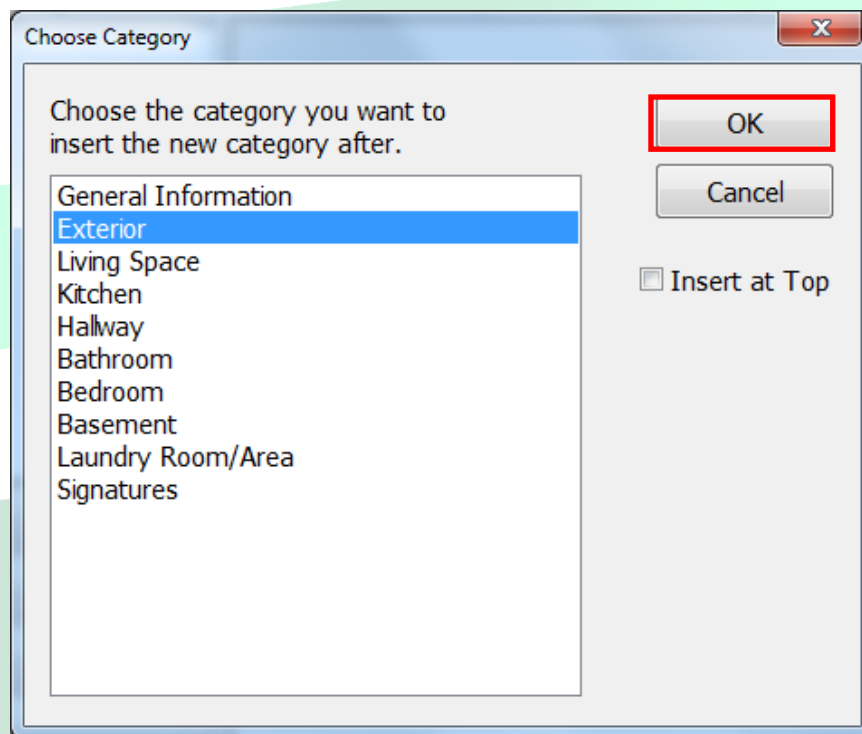 Choose Category
Choose the category you want to
insert the new category after.
OK
Cancel
Insert at Top
General Information
Exterior
Living Space
Kitchen
Hallway
Bathroom
Bedroom
Basement
Laundry Room/Area
Signatures